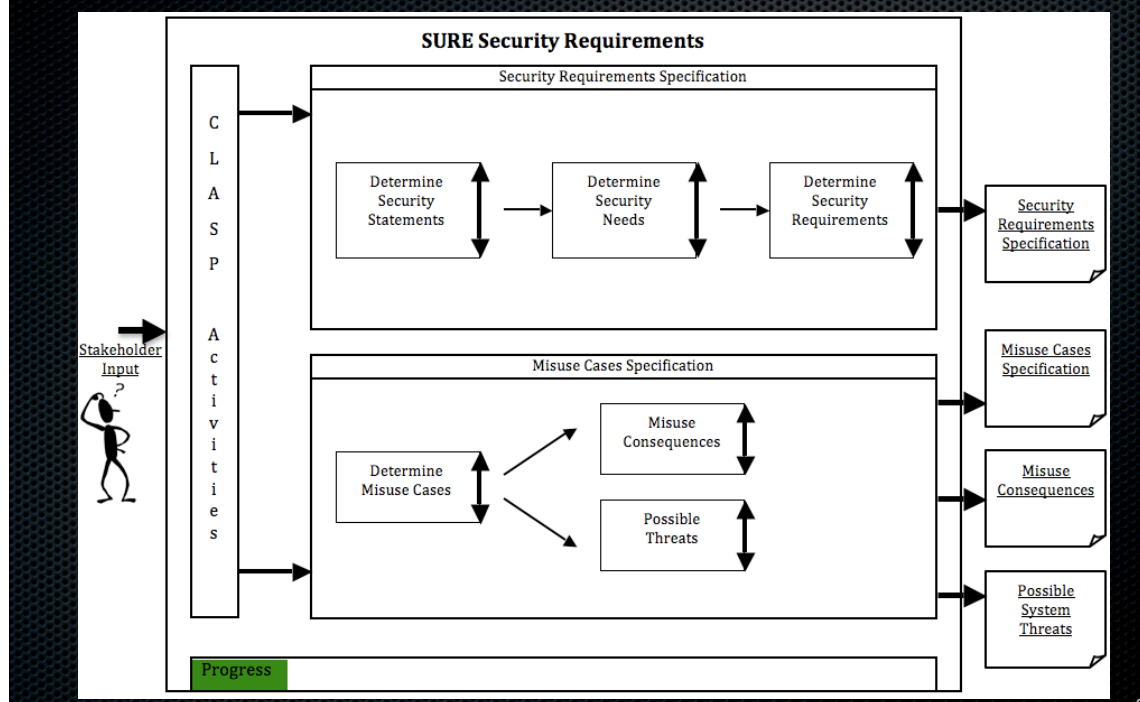 SURE Security Requirements
C
L
A
S
P
A
c
t
i
v
i
t
i
e
s
Security Requirements Specification
Determine
Security
Statements
Determine
Security
Needs
Determine
Security
Requirements
Security
Requirements
Specification
Stakeholder
Input
?
Misuse Cases Specification
Determine
Misuse Cases
Misuse
Consequences
Possible
Threats
Misuse Cases
Specification
Misuse
Consequences
Possible
System
Threats
Progress